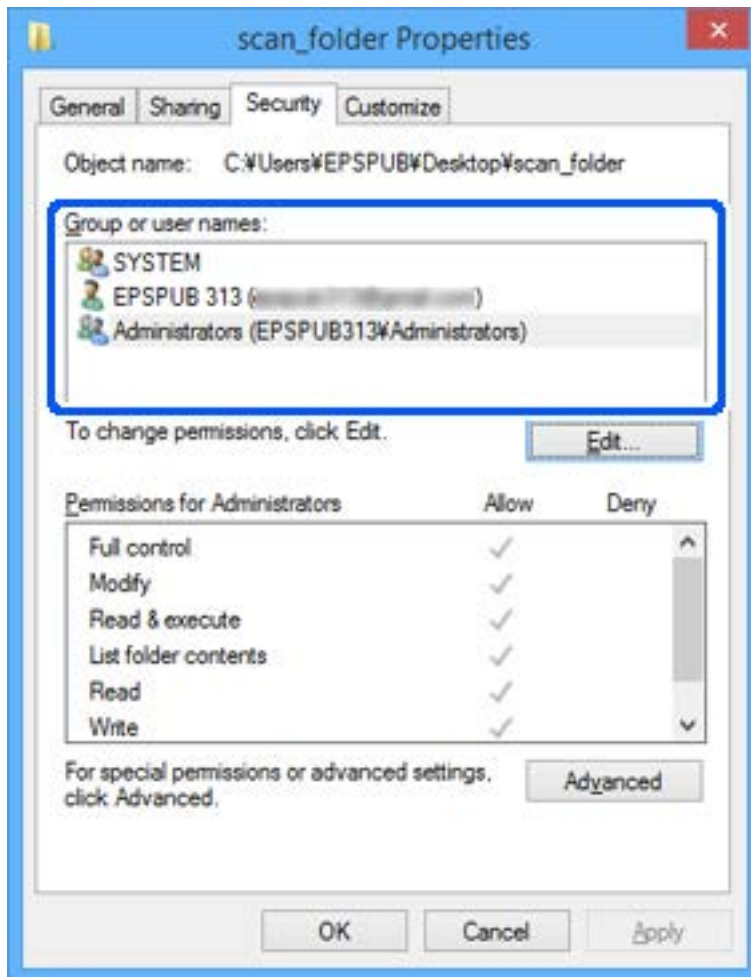 scan_folder Properties
General Sharing Security Customize
Object name: C:¥Users¥EPSPUB¥Desktop¥scan_folder
Group or user names:
SYSTEM
EPSPUB 313 ( )
Administrators (EPSPUB313¥Administrators)
To change permissions, click Edit.
Edit...
Permissions for Administrators Allow Deny
Full control
Modify
Read & execute
List folder contents
Read
Write
For special permissions or advanced settings,
click Advanced.
Advanced
OK Cancel Apply